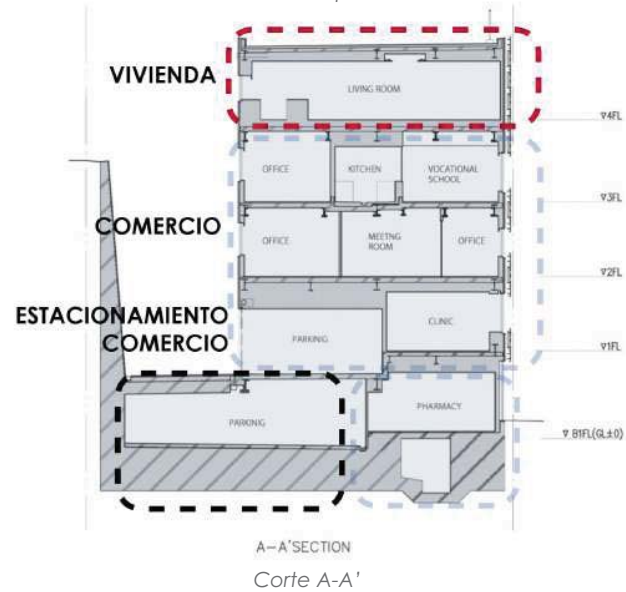 VIVIENDA
LIVING ROOM
∇4FL
OFFICE
KITCHEN
VOCATIONAL
SCHOOL
∇3FL
COMERCIO
OFFICE
MEETNG
ROOM
OFFICE
∇2FL
ESTACIONAMIENTO
COMERCIO
PARKINIG
CLINIC
∇1FL
PARKING
PHARMACY
∇ B1FL(GL±0)
A-A'SECTION
Corte A-A'